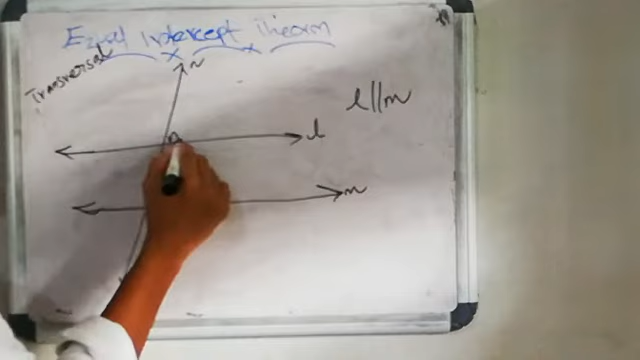 Equal Intercept Theorm
Transversal
n
l||m
l
m